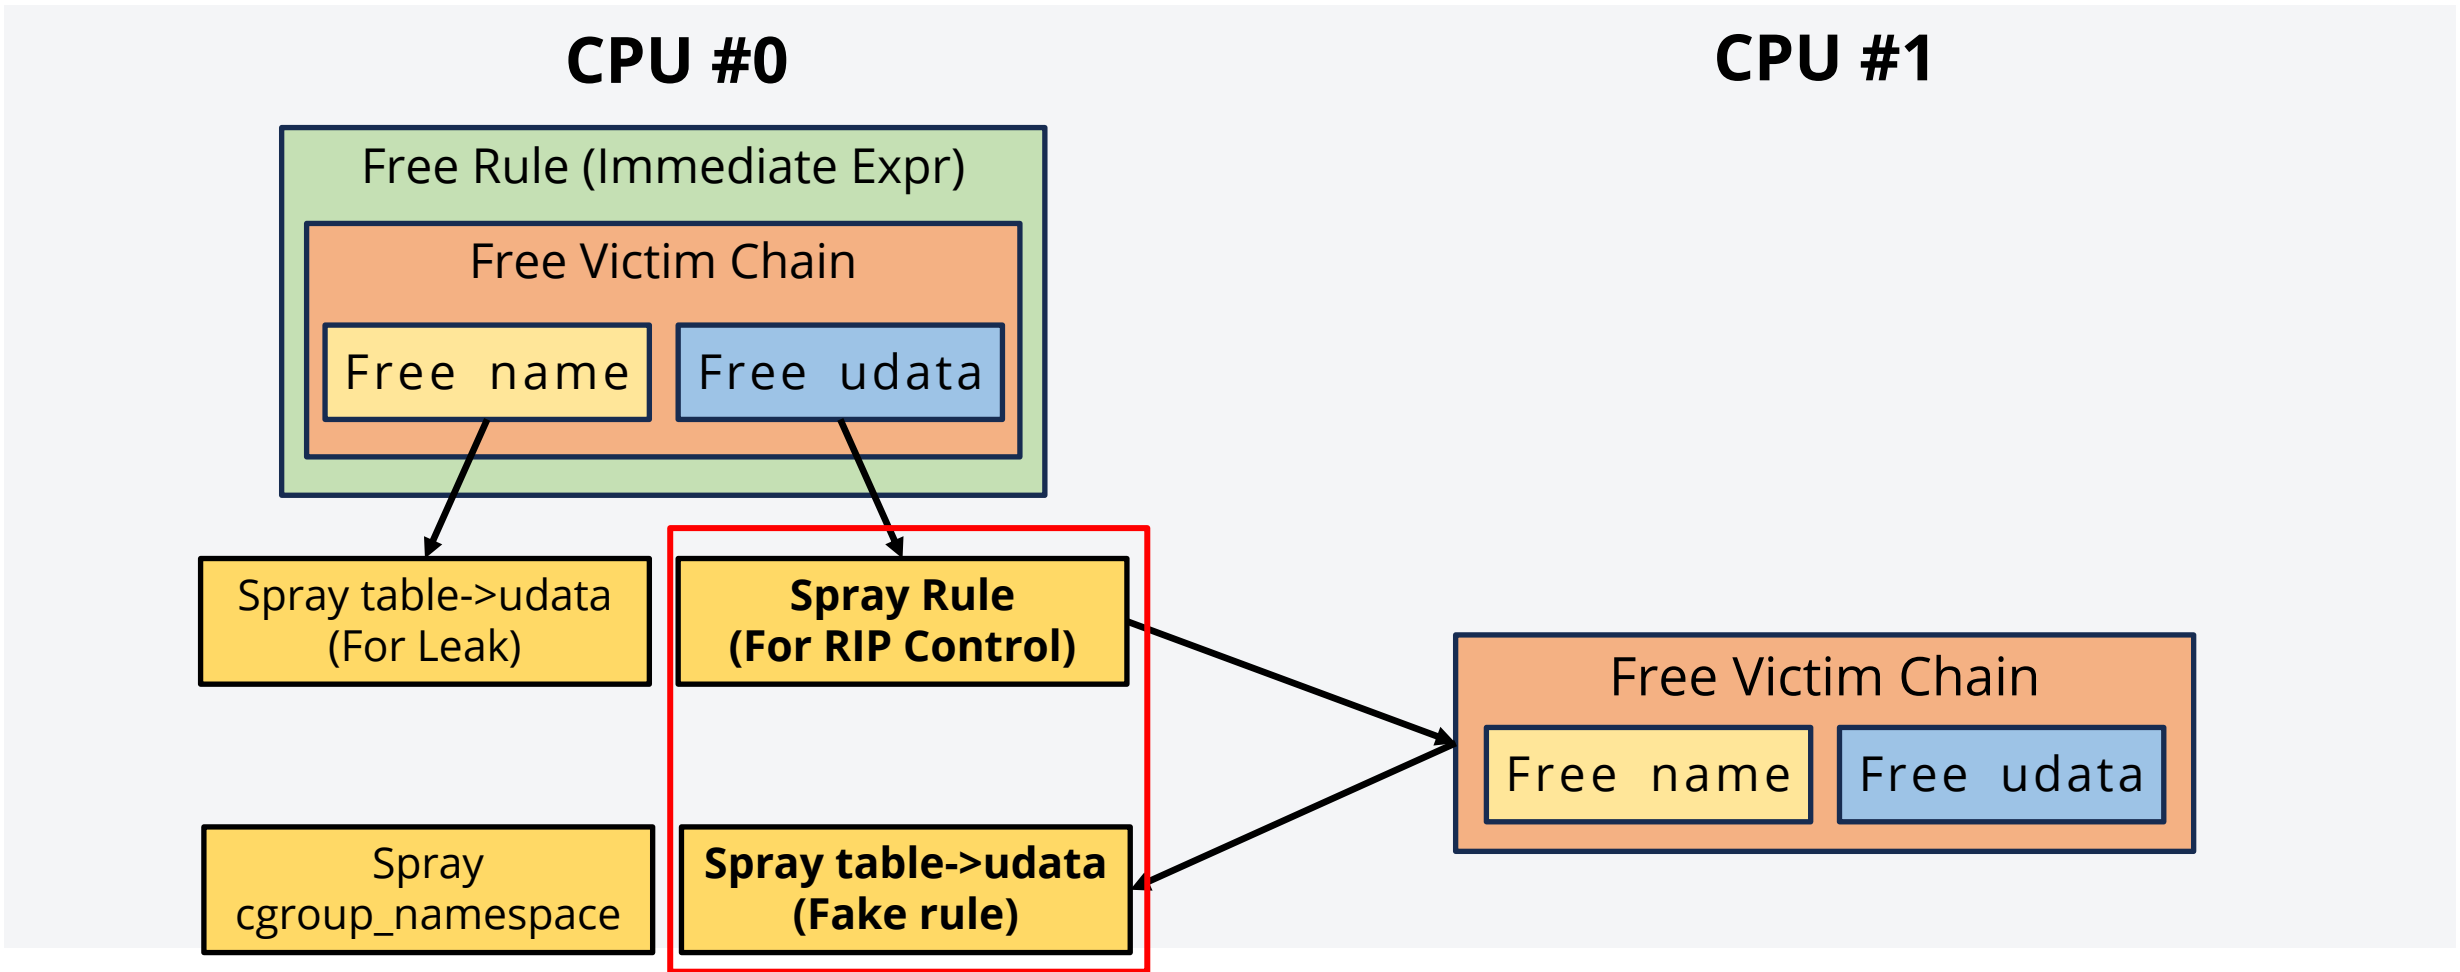 CPU #0
CPU #1
Free Rule (Immediate Expr)
Free Victim Chain
Free name
Free udata
Spray table->udata
(For Leak)
Spray Rule
(For RIP Control)
Free Victim Chain
Free name
Free udata
Spray
cgroup_namespace
Spray table->udata
(Fake rule)